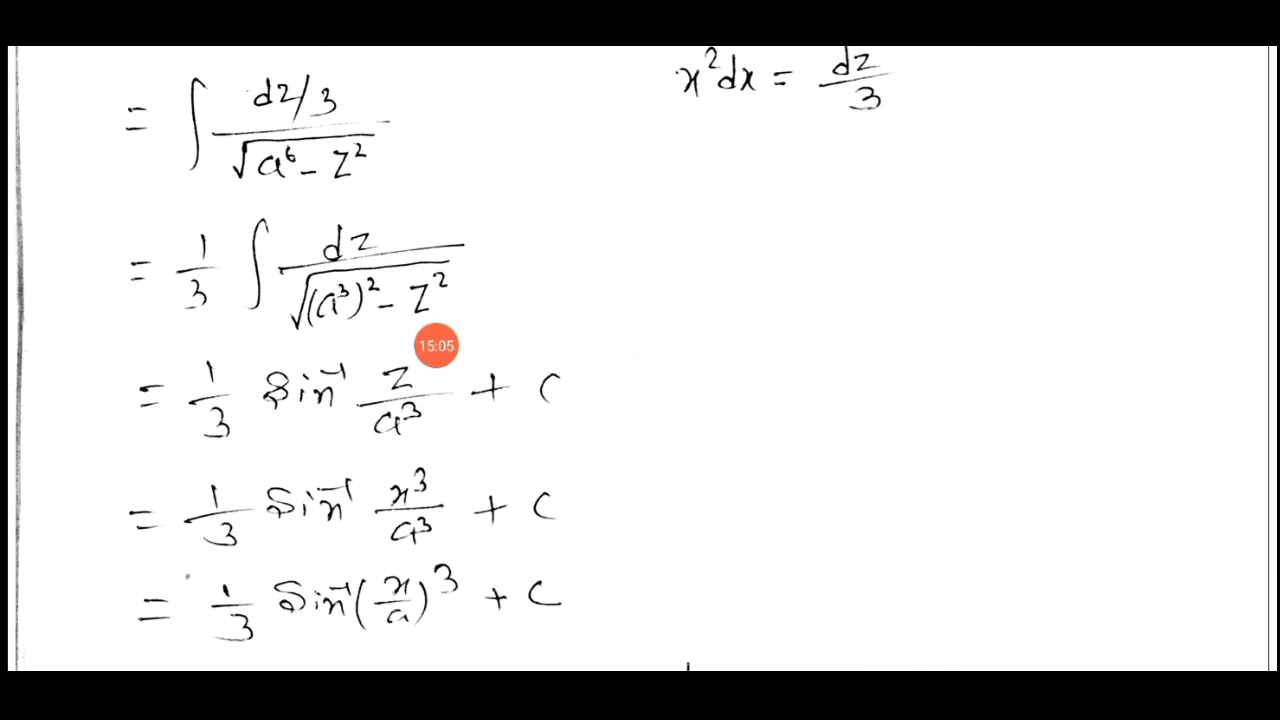 x²dx = dz/3
= ∫ (dz/3)/√(a⁶ - z²)
= 1/3 ∫ dz/√((a³)² - z²)
15:05
= 1/3 sin⁻¹ z/a³ + c
= 1/3 sin⁻¹ x³/a³ + c
= 1/3 sin⁻¹(x/a)³ + c